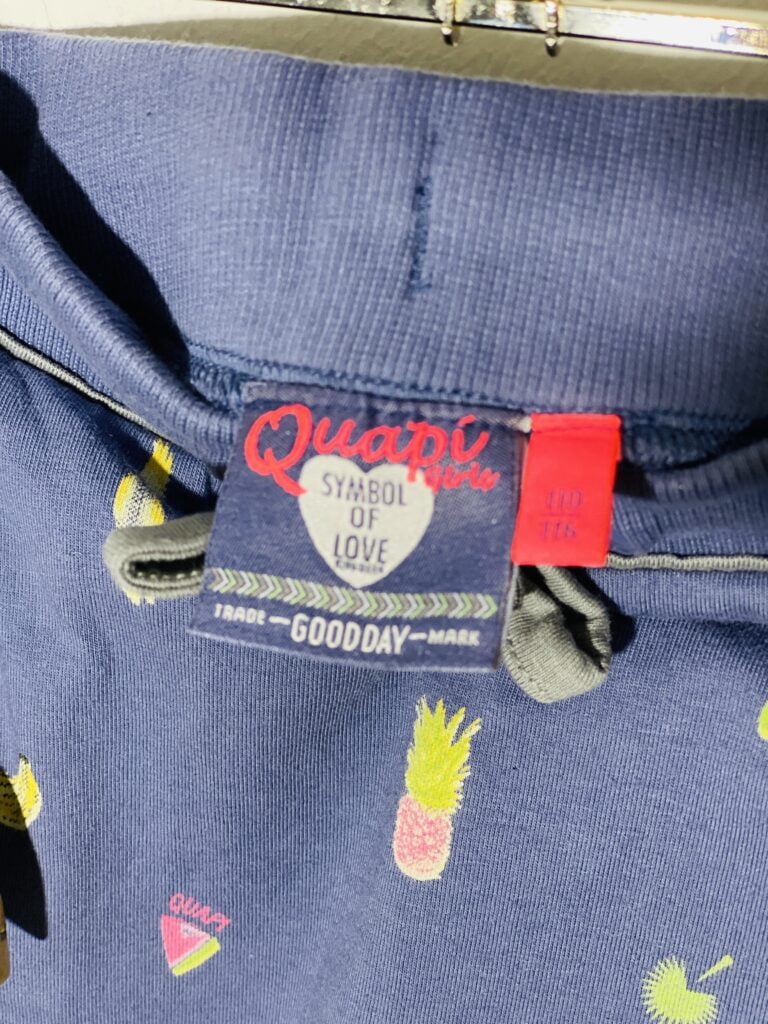 Quapi
girls
SYMBOL
OF
LOVE
TRADE — GOODDAY — MARK
110
116
QUAPI